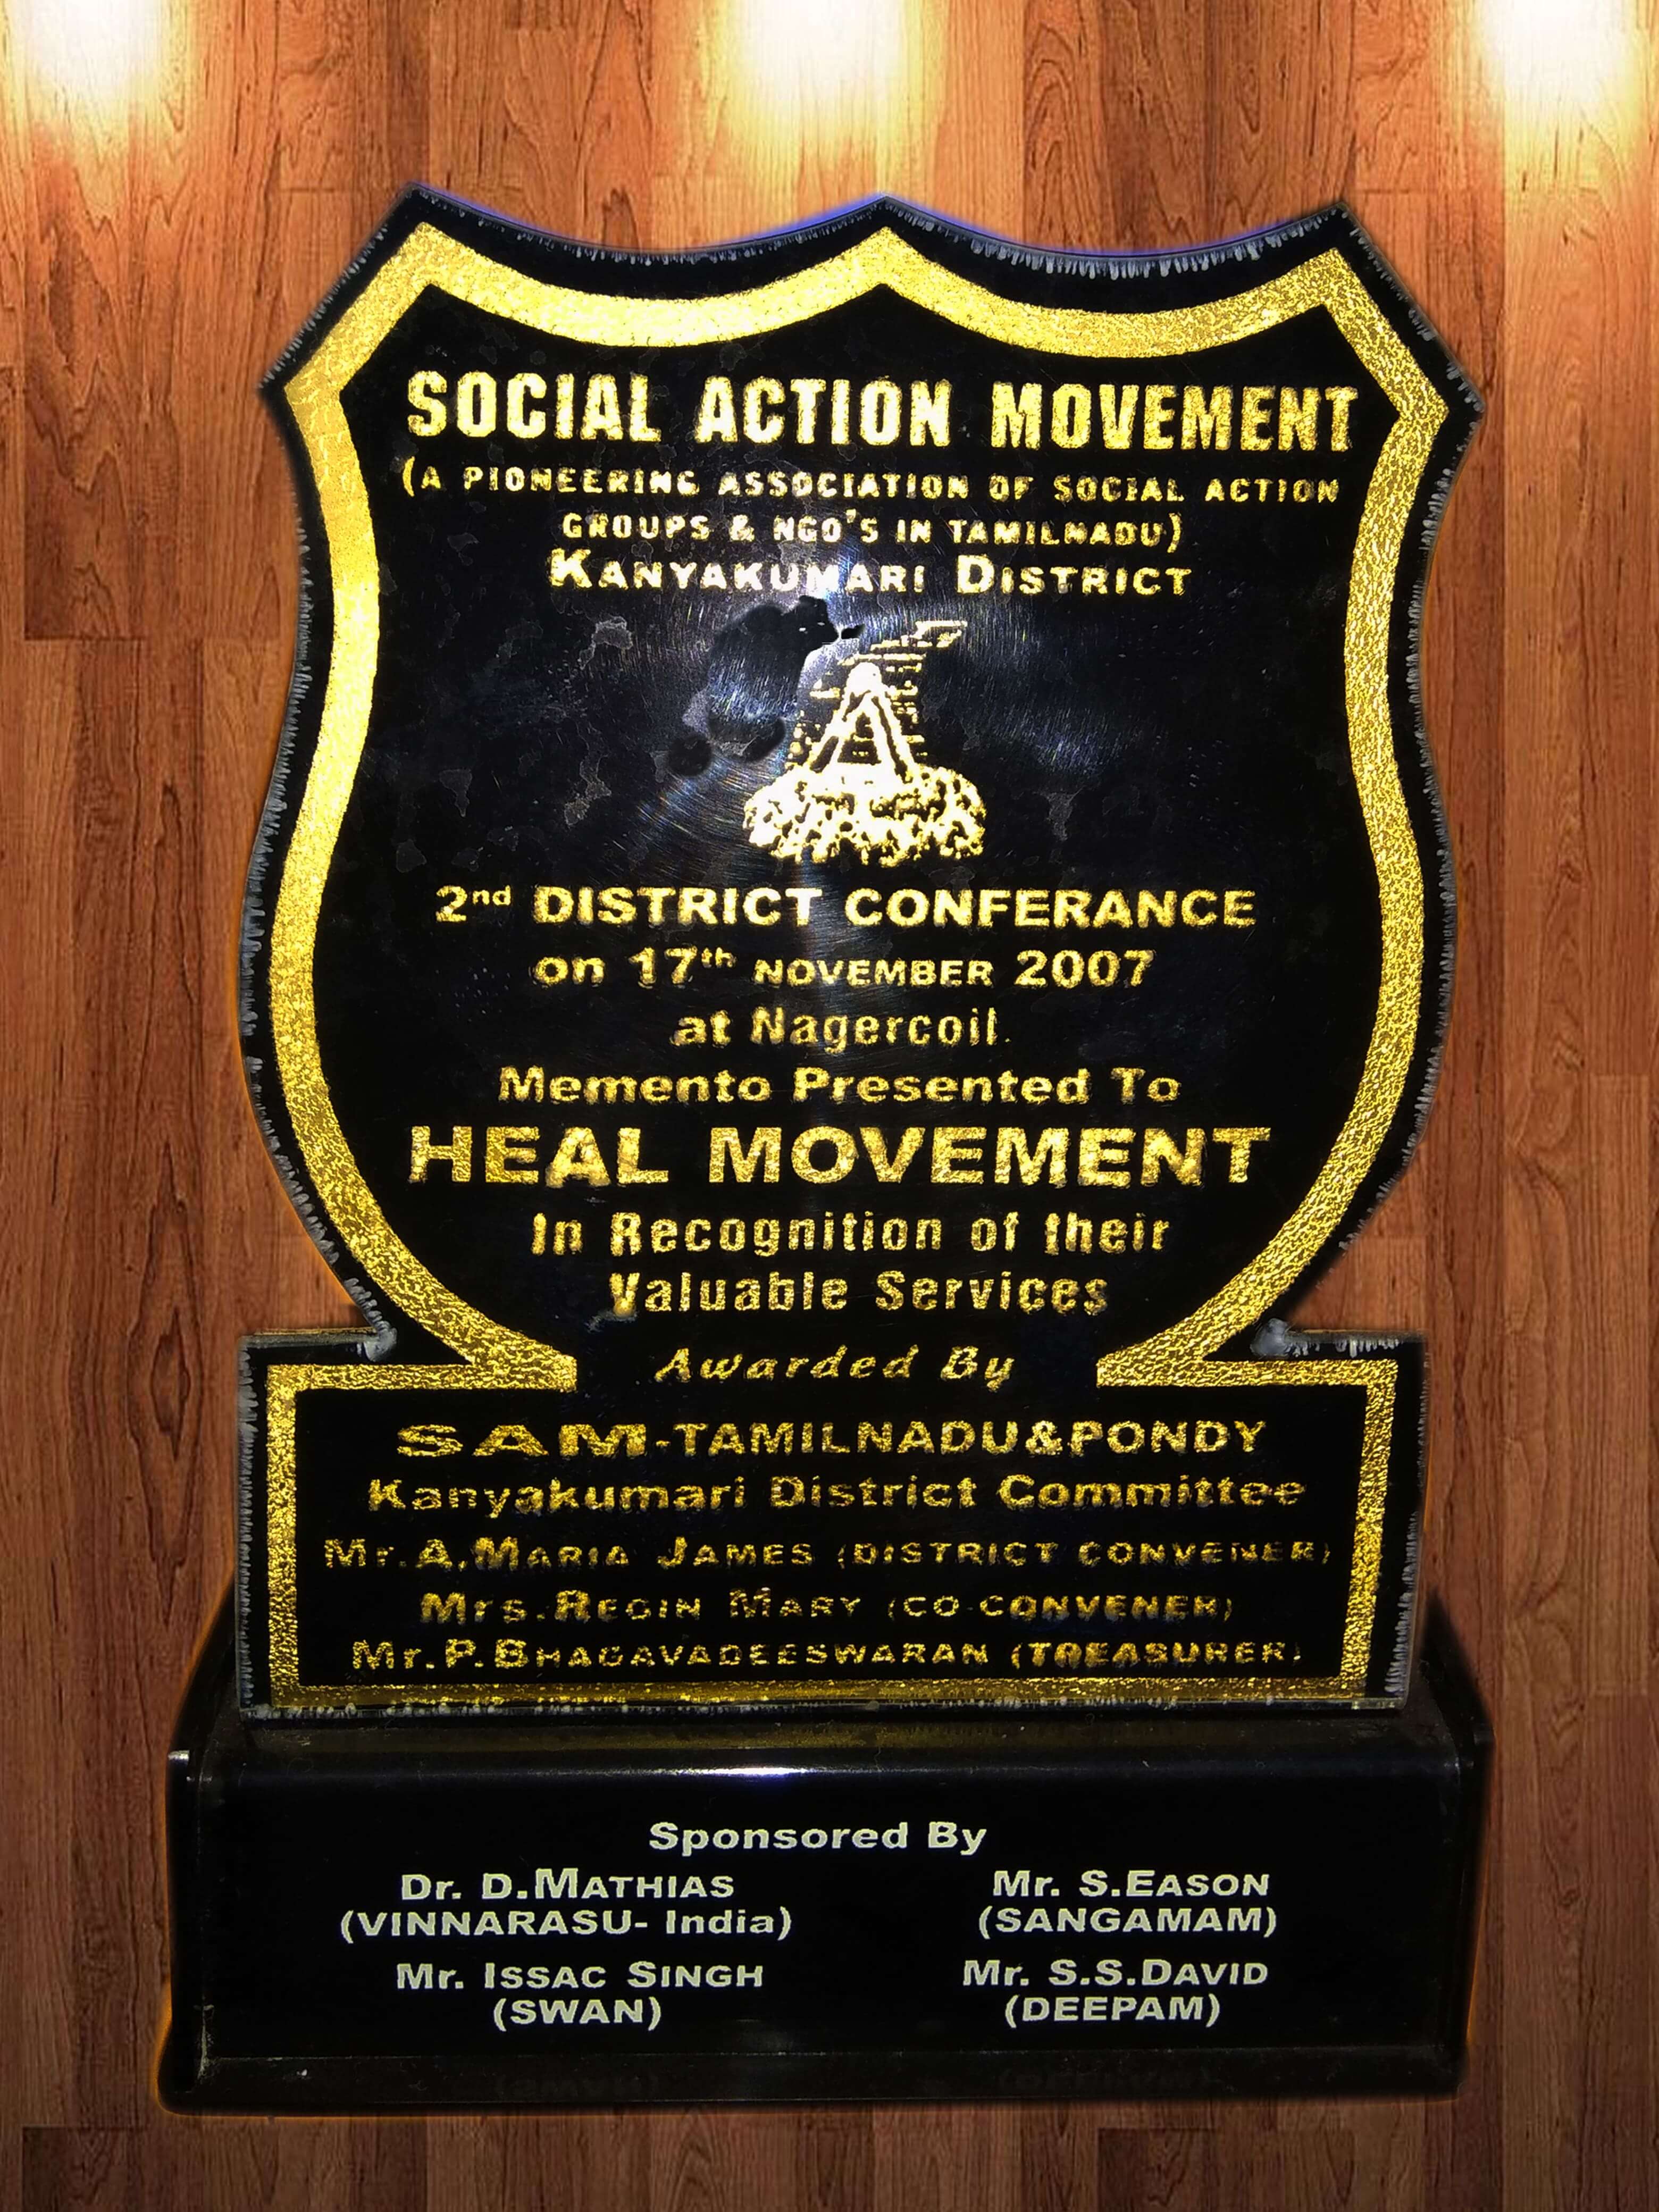 SOCIAL ACTION MOVEMENT
(A PIONEERING ASSOCIATION OF SOCIAL ACTION
GROUPS & NGO'S IN TAMILNADU)
KANYAKUMARI DISTRICT
2nd DISTRICT CONFERANCE
on 17th NOVEMBER 2007
at Nagercoil.
Memento Presented To
HEAL MOVEMENT
In Recognition of their
Valuable Services
Awarded By
SAM-TAMILNADU&PONDY
Kanyakumari District Committee
Mr.A.MARIA JAMES (DISTRICT CONVENER)
Mrs.REGIN MARY (CO-CONVENER)
Mr.P.BHAGAVADEESWARAN (TREASURER)
Sponsored By
Dr. D.MATHIAS Mr. S.EASON
(VINNARASU- India) (SANGAMAM)
Mr. ISSAC SINGH Mr. S.S.DAVID
(SWAN) (DEEPAM)